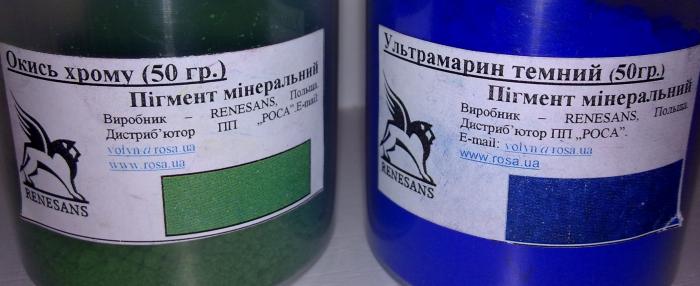 Окись хрому (50 гр.)
Пігмент мінеральний
Виробник – RENESANS, Польща.
Дистриб’ютор ПП „РОСА”.E-mail:
volyn@rosa.ua
www.rosa.ua
RENESANS
Ультрамарин темний (50гр.)
Пігмент мінеральний
Виробник – RENESANS, Польща.
Дистриб’ютор ПП „РОСА”.
E-mail: volyn@rosa.ua
www.rosa.ua
RENESANS